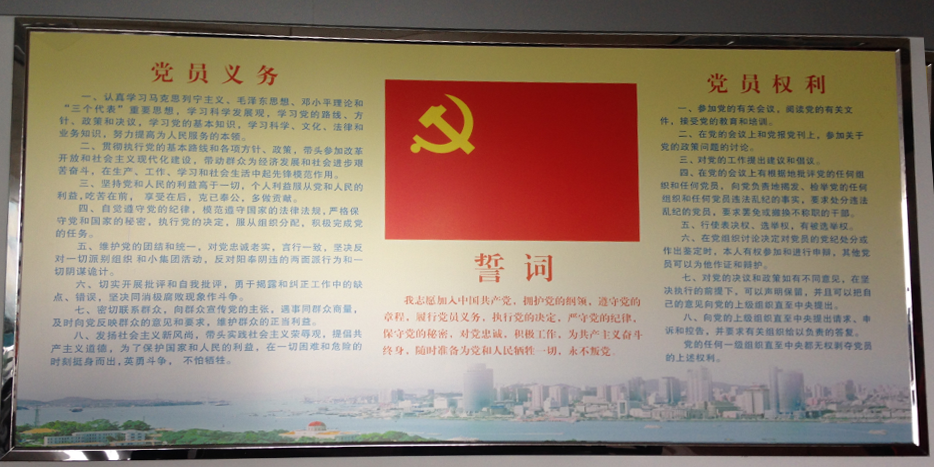 党员义务
一、认真学习马克思列宁主义，毛泽东思想、邓小平理论和
“三个代表”重要思想，学习科学发展观，学习党的路线、方
针、政策和决议，学习党的基本知识，学习科学、文化、法律和
业务知识，努力提高为人民服务的本领。
二、贯彻执行党的基本路线和各项方针、政策，带头参加改革
开放和社会主义现代化建设，带动群众为经济发展和社会进步艰
苦奋斗，在生产、工作、学习和社会生活中起先锋模范作用。
三、坚持党和人民的利益高于一切，个人利益服从党和人民的
利益,吃苦在前，享受在后，克已奉公，多做贡献。
四、自觉遵守党的纪律，模范遵守国家的法律法规,严格保
守党和国家的秘密，执行党的决定，服从组织分配，积极完成党
的任务。
五、维护党的团结和统一，对党忠诚老实，言行一致，坚决反
对一切派别组织和小集团活动，反对阳奉阴违的两面派行为和一
切阴谋诡计。
六、切实开展批评和自我批评，勇于揭露和纠正工作中的缺
点、错误，坚决同消极腐败现象作斗争。
七、密切联系群众，向群众宣传党的主张，遇事同群众商量，
及时向党反映群众的意见和要求，维护群众的正当利益。
八、发扬社会主义新风尚，带头实践社会主义荣辱观，提倡共
产主义道德，为了保护国家和人民的利益，在一切困难和危险的
时刻挺身而出,英勇斗争，不怕牺牲。
誓词
我志愿加入中国共产党，拥护党的纲领，遵守党的
章程，履行党员义务，执行党的决定，严守党的纪律，
保守党的秘密，对党忠诚，积极工作，为共产主义奋斗
终身，随时准备为党和人民牺牲一切，永不叛党。
党员权利
一、参加党的有关会议，阅读党的有关文
件，接受党的教育和培训。
二、在党的会议上和党报党刊上，参加关于
党的政策问题的讨论。
三、对党的工作提出建议和倡议。
四、在党的会议上有根据地批评党的任何组
织和任何党员，向党负责地揭发、检举党的任何
组织和任何党员违法乱纪的事实，要求处分违法
乱纪的党员，要求罢免或撤换不称职的干部。
五、行使表决权、选举权，有被选举权。
六、在党组织讨论决定对党员的党纪处分或
作出鉴定时，本人有权参加和进行申辩，其他党
员可以为他作证和辩护。
七、对党的决议和政策如有不同意见，在坚
决执行的前提下，可以声明保留，并且可以把自
己的意见向党的上级组织直至中央提出。
八、向党的上级组织直至中央提出请求、申
诉和控告，并要求有关组织给以负责的答复。
党的任何一级组织直至中央都无权剥夺党员
的上述权利。